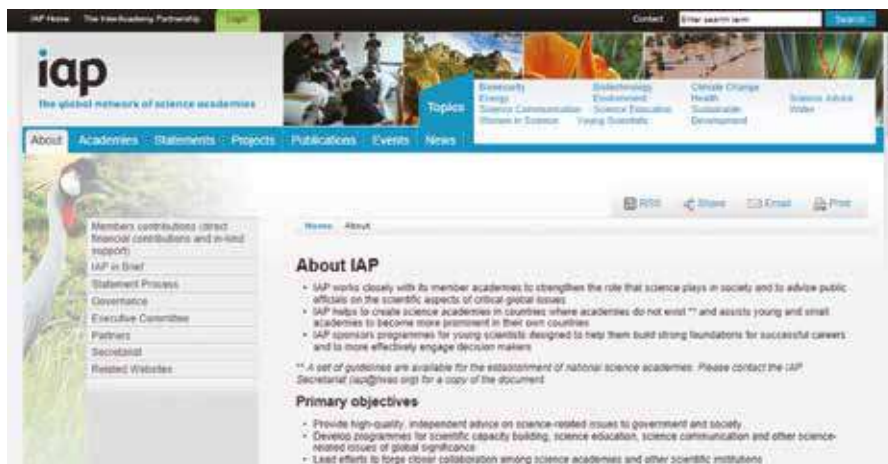 IAP Home The InterAcademy Partnership Login Contact Enter search term Search
iap
the global network of science academies
Topics
Biosecurity Biotechnology Climate Change
Energy Environment Health Science Advice
Science Communication Science Education Sustainable Water
Women in Science Young Scientists Development
About Academies Statements Projects Publications Events News
RSS Share Email Print
Members contributions (direct
financial contributions and in-kind
support)
IAP in Brief
Statement Process
Governance
Executive Committee
Partners
Secretariat
Related Websites
Home About
About IAP
• IAP works closely with its member academies to strengthen the role that science plays in society and to advise public
officials on the scientific aspects of critical global issues
• IAP helps to create science academies in countries where academies do not exist ** and assists young and small
academies to become more prominent in their own countries
• IAP sponsors programmes for young scientists designed to help them build strong foundations for successful careers
and to more effectively engage decision makers
** A set of guidelines are available for the establishment of national science academies. Please contact the IAP
Secretariat (iap@twas.org) for a copy of the document
Primary objectives
• Provide high-quality, independent advice on science-related issues to government and society
• Develop programmes for scientific capacity building, science education, science communication and other science-
related issues of global significance
• Lead efforts to forge closer collaboration among science academies and other scientific institutions